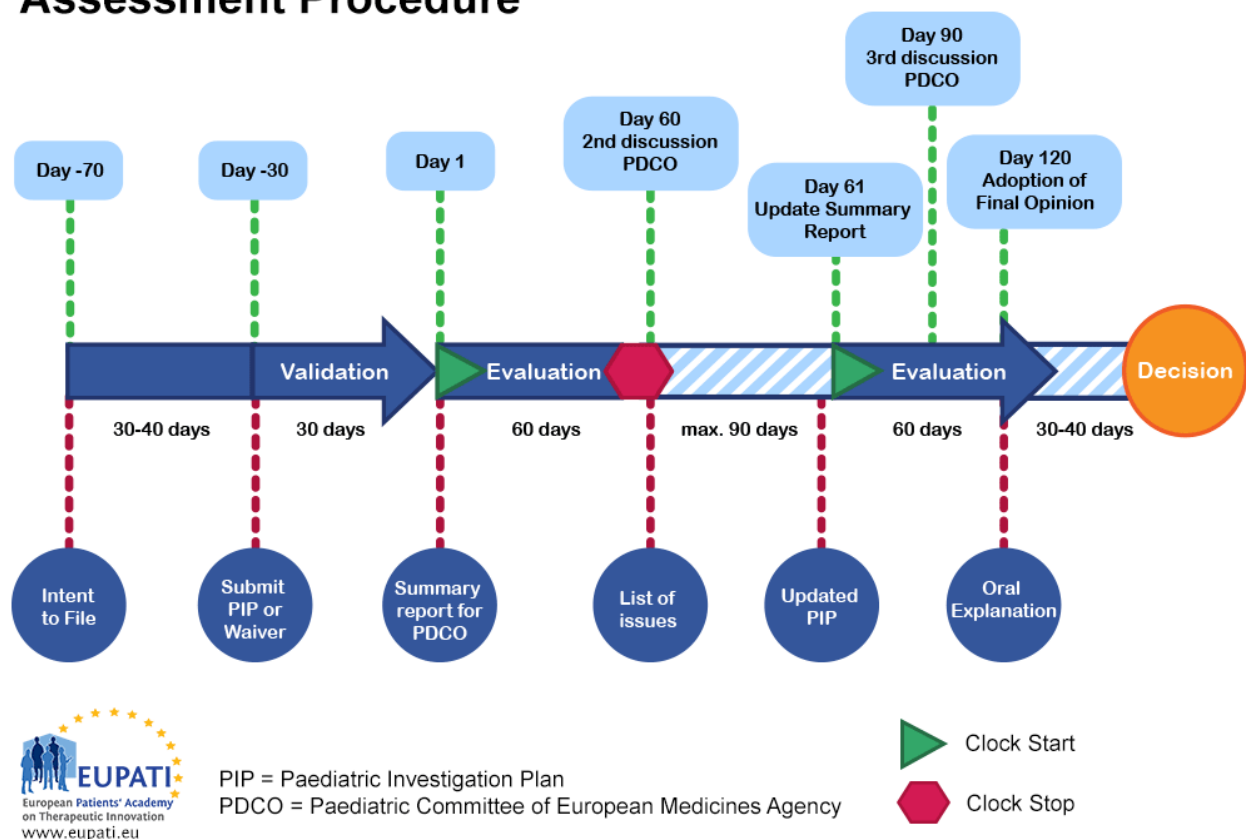 Assessment Procedure
Day 90
3rd discussion
PDCO
Day 60
2nd discussion
PDCO
Day -70
Day -30
Day 1
Day 120
Adoption of
Final Opinion
Day 61
Update Summary
Report
Validation
Evaluation
Evaluation
Decision
30-40 days
30 days
60 days
max. 90 days
60 days
30-40 days
Intent
to File
Submit
PIP or
Waiver
Summary
report for
PDCO
List of
issues
Updated
PIP
Oral
Explanation
EUPATI
European Patients' Academy
on Therapeutic Innovation
www.eupati.eu
PIP = Paediatric Investigation Plan
PDCO = Paediatric Committee of European Medicines Agency
Clock Start
Clock Stop